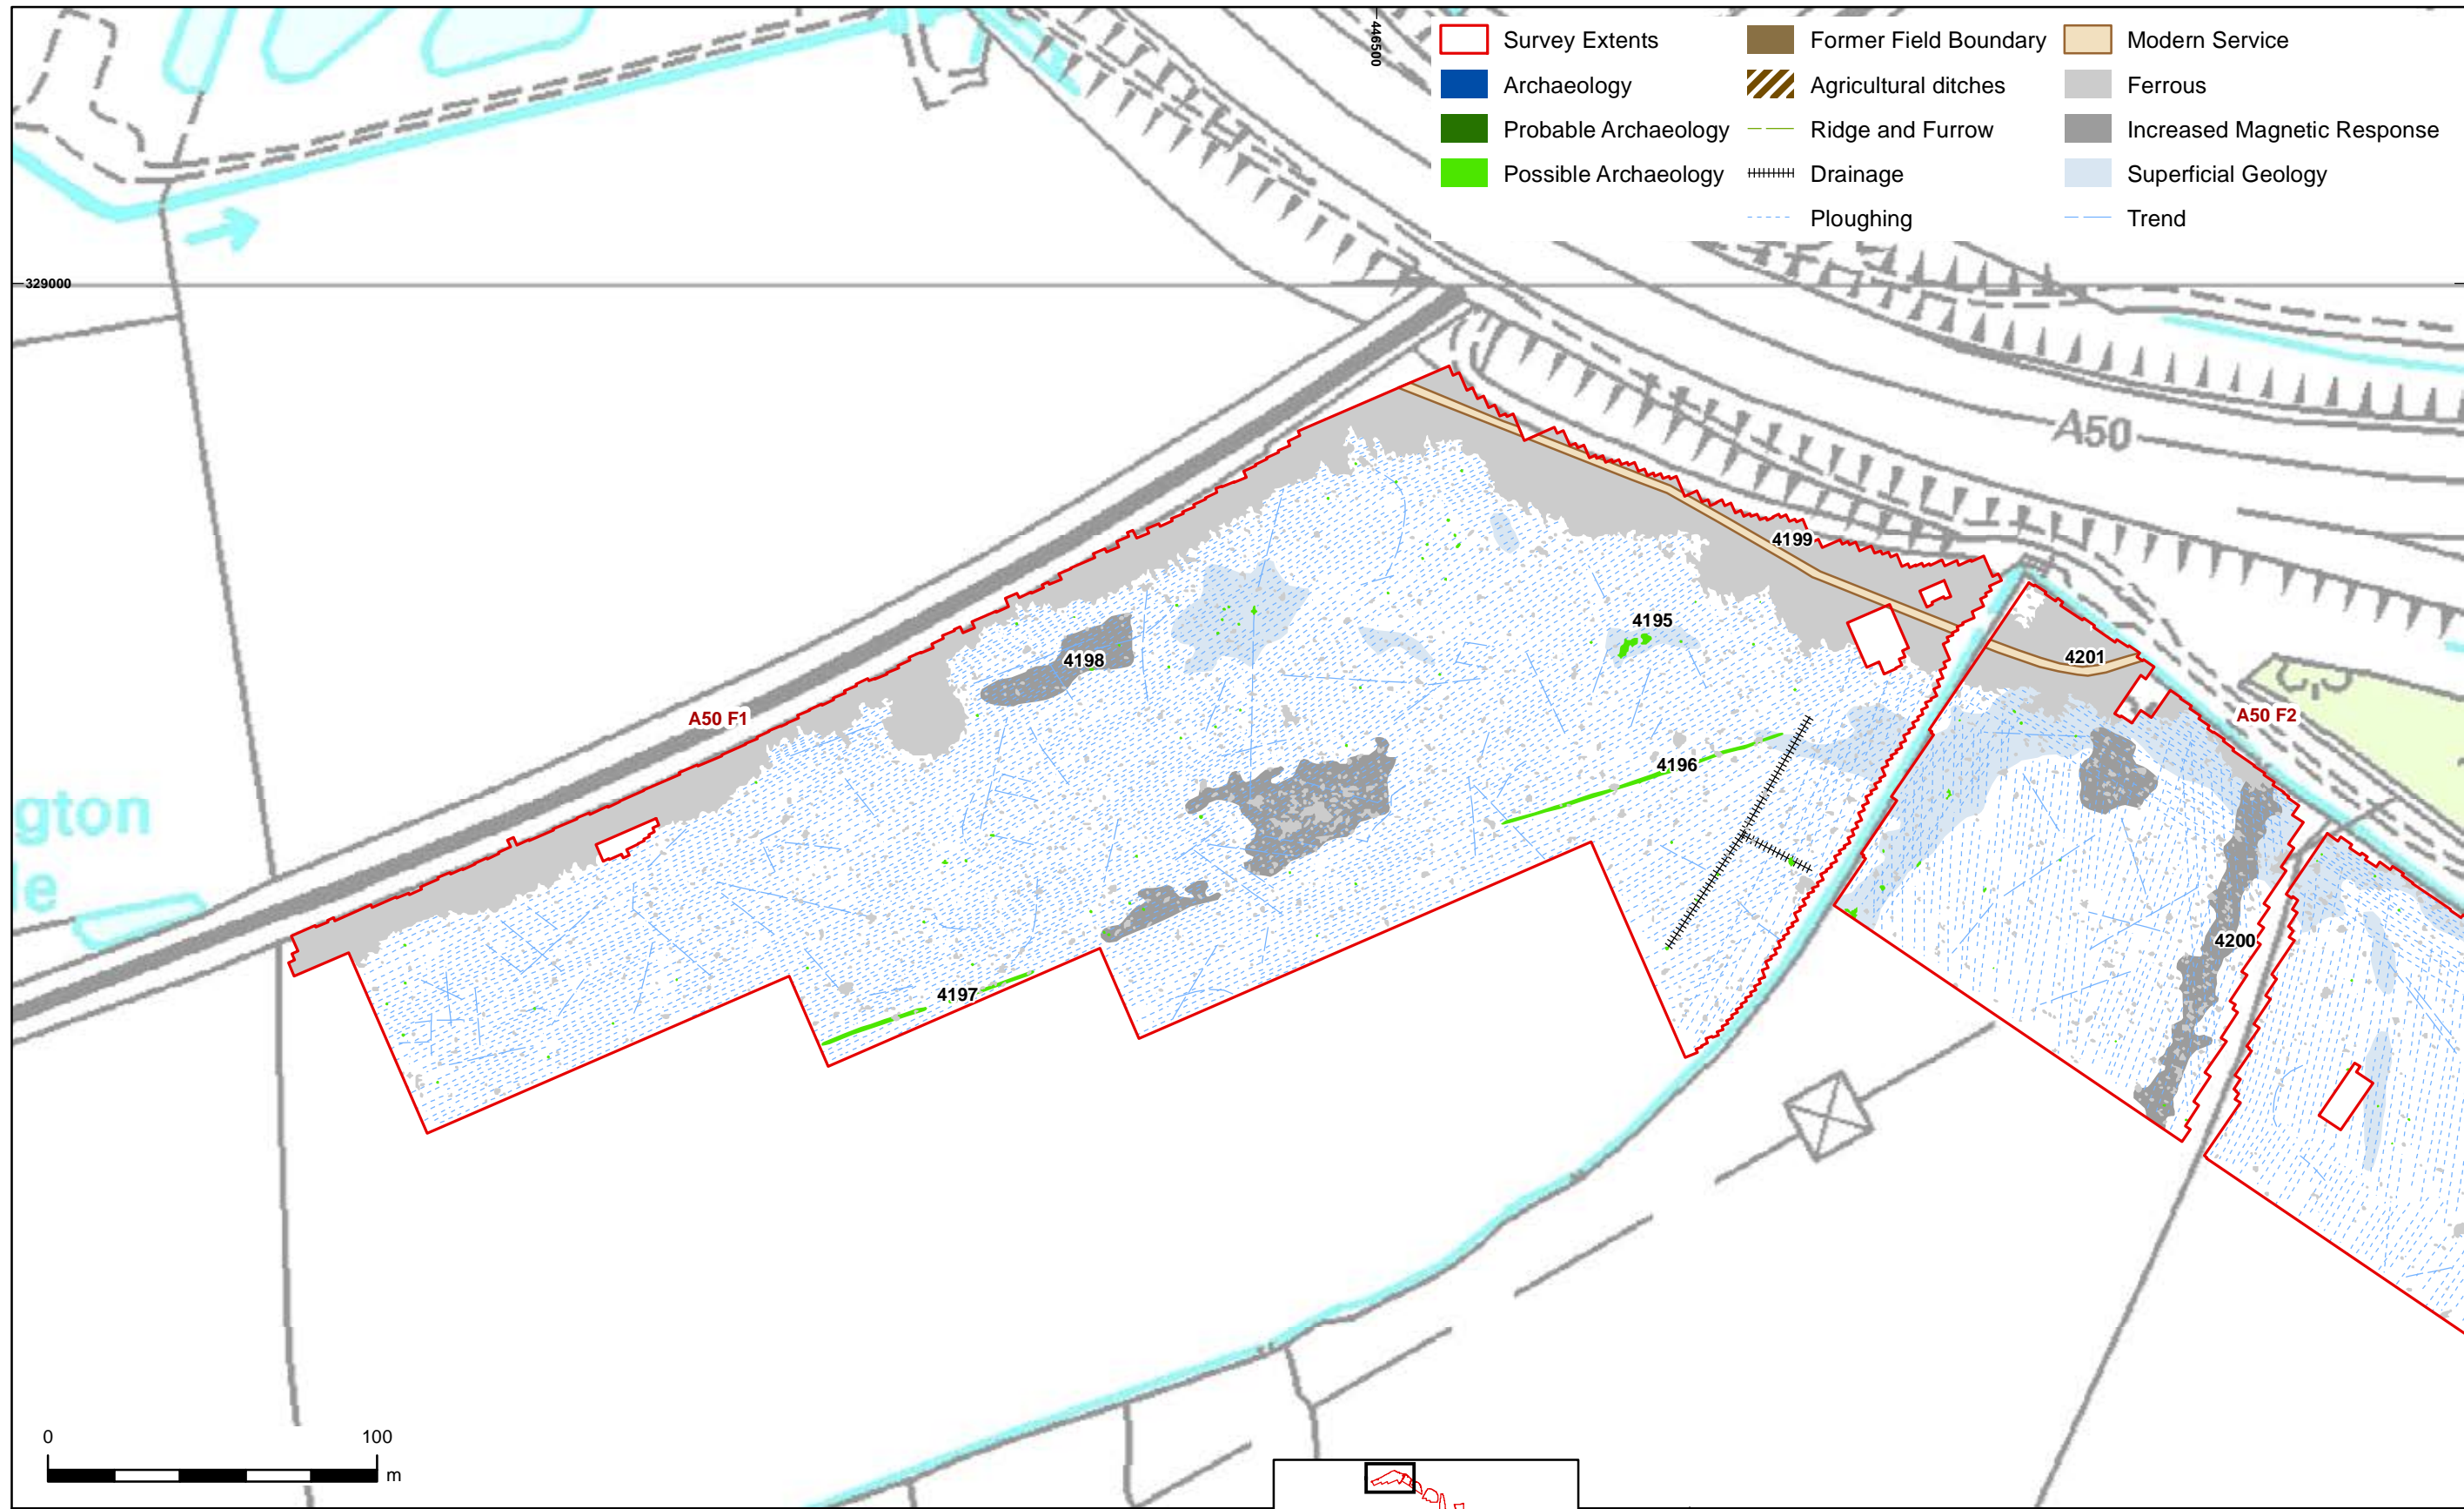 446500
Survey Extents
Archaeology
Probable Archaeology
Possible Archaeology
Former Field Boundary
Agricultural ditches
Ridge and Furrow
Drainage
Ploughing
Modern Service
Ferrous
Increased Magnetic Response
Superficial Geology
Trend
329000
A50
4199
4195
4201
4198
A50 F1
A50 F2
4196
gton
le
4200
4197
0 100
m